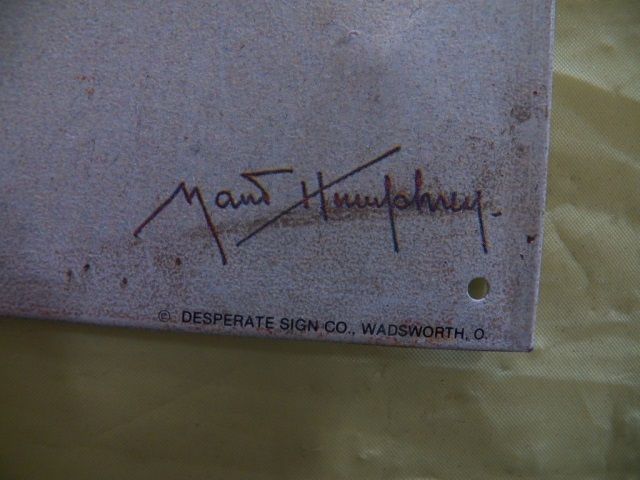 Maud Humphrey.
© DESPERATE SIGN CO., WADSWORTH, O.